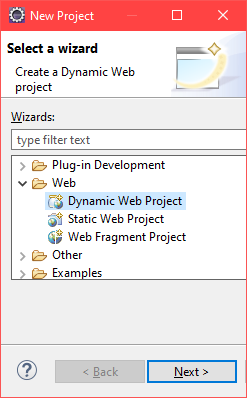 New Project
Select a wizard
Create a Dynamic Web
project
Wizards:
type filter text
Plug-in Development
Web
Dynamic Web Project
Static Web Project
Web Fragment Project
Other
Examples
?
< Back
Next >